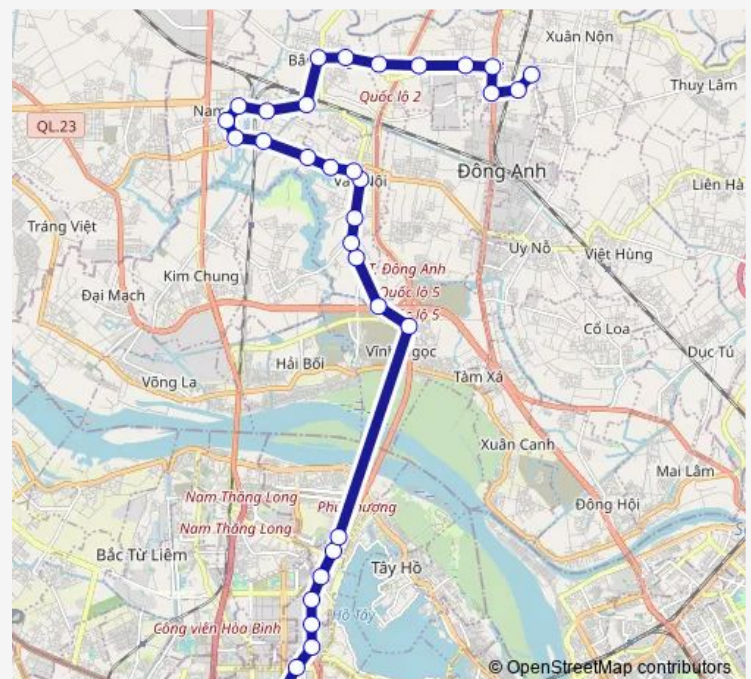 Xuân Nộn
Thuỵ Lâm
Quốc lộ 2
QL.23
Đông Anh
Liên Hà
Tráng Việt
Uy Nỗ
Việt Hùng
Kim Chung
Đông Anh
Đại Mạch
Quốc lộ 5
lộ 5
Cổ Loa
Hải Bối
Dục Tú
Võng La
Tàm Xá
Xuân Canh
Mai Lâm
Nam Thăng Long
Đông Hội
Nam Thăng Long
Bắc Từ Liêm
Tây Hồ
Hồ Tây
Công viên Hòa Bình
© OpenStreetMap contributors